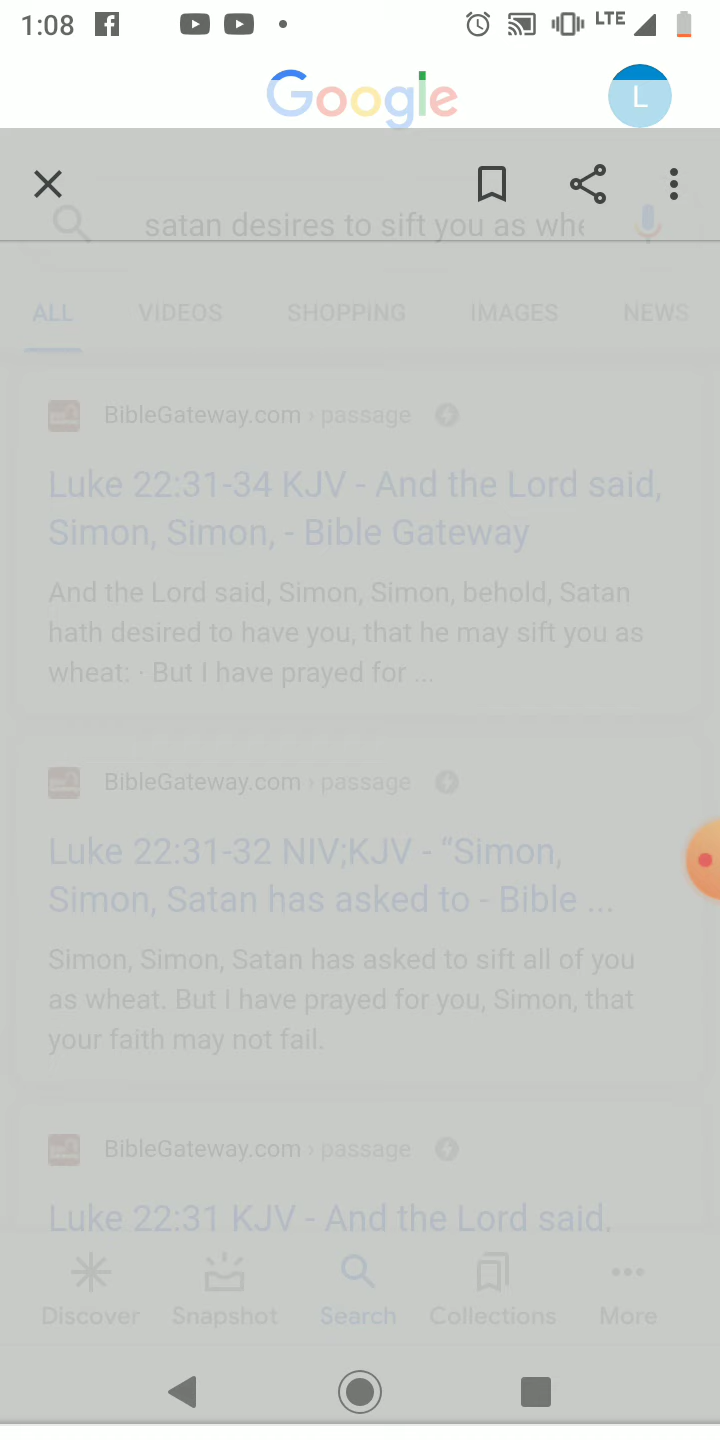 1:08 LTE
Google L
satan desires to sift you as whe
ALL VIDEOS SHOPPING IMAGES NEWS
BibleGateway.com › passage
Luke 22:31-34 KJV - And the Lord said,
Simon, Simon, - Bible Gateway
And the Lord said, Simon, Simon, behold, Satan
hath desired to have you, that he may sift you as
wheat: · But I have prayed for ...
BibleGateway.com › passage
Luke 22:31-32 NIV;KJV - “Simon,
Simon, Satan has asked to - Bible ...
Simon, Simon, Satan has asked to sift all of you
as wheat. But I have prayed for you, Simon, that
your faith may not fail.
BibleGateway.com › passage
Luke 22:31 KJV - And the Lord said,
Discover Snapshot Search Collections More